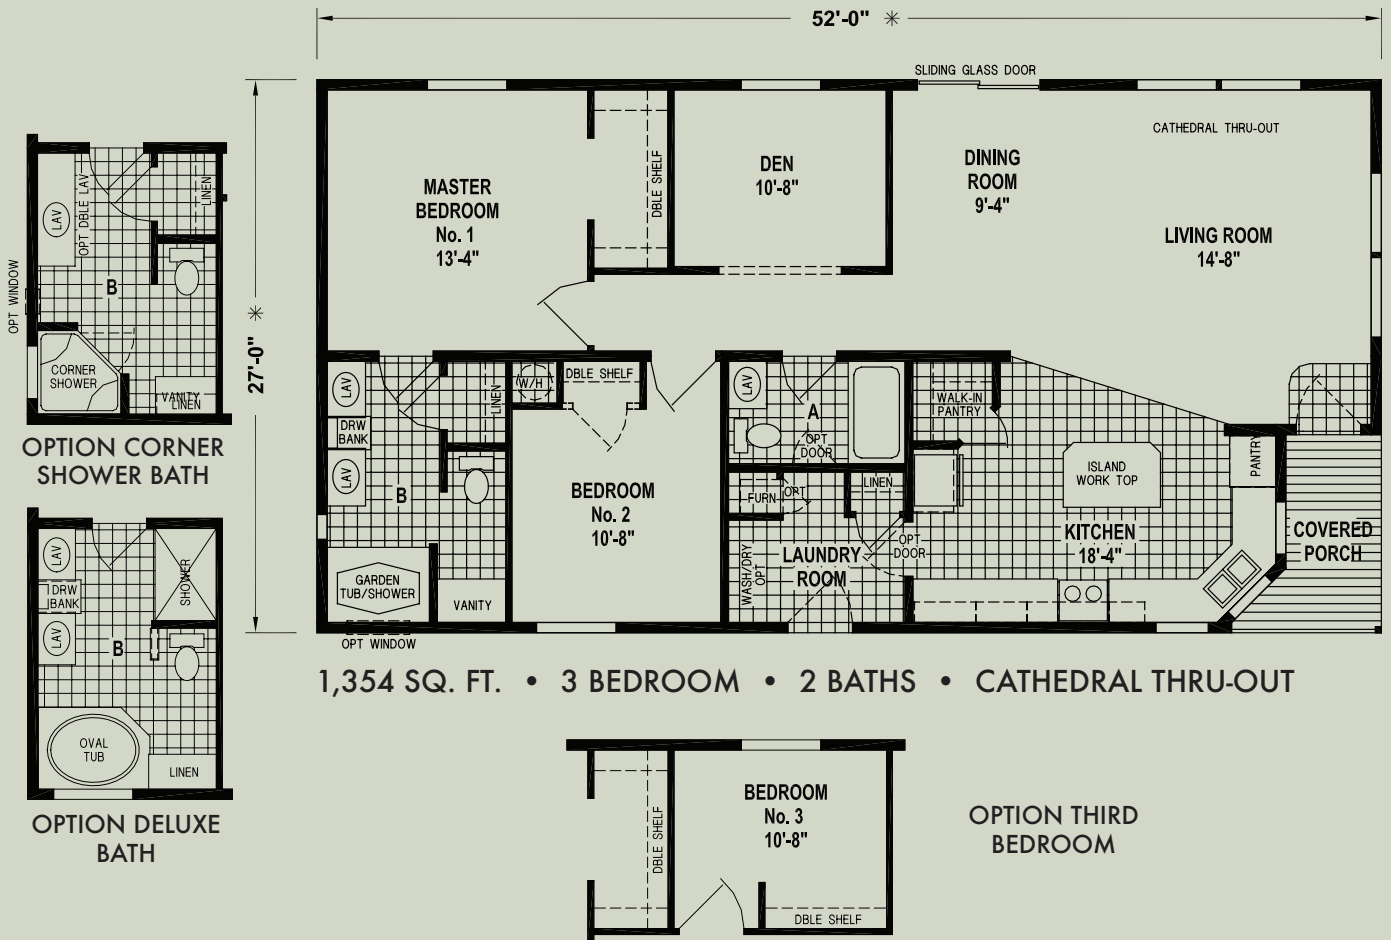 52'-0" ✳
27'-0" ✳
SLIDING GLASS DOOR
CATHEDRAL THRU-OUT
MASTER
BEDROOM
No. 1
13'-4"
DBLE SHELF
DEN
10'-8"
DINING
ROOM
9'-4"
LIVING ROOM
14'-8"
LAV
DRW
BANK
LAV
B
LINEN
GARDEN
TUB/SHOWER
VANITY
OPT WINDOW
W/H
DBLE SHELF
BEDROOM
No. 2
10'-8"
LAV
A
OPT
DOOR
FURN
OPT
LINEN
WASH/DRY
OPT
LAUNDRY
ROOM
OPT
DOOR
WALK-IN
PANTRY
ISLAND
WORK TOP
PANTRY
KITCHEN
18'-4"
COVERED
PORCH
1,354 SQ. FT. • 3 BEDROOM • 2 BATHS • CATHEDRAL THRU-OUT
LAV
OPT DBLE LAV
LINEN
B
OPT WINDOW
CORNER
SHOWER
VANITY
LINEN
OPTION CORNER
SHOWER BATH
LAV
DRW
BANK
LAV
SHOWER
B
OVAL
TUB
LINEN
OPTION DELUXE
BATH
DBLE SHELF
BEDROOM
No. 3
10'-8"
DBLE SHELF
OPTION THIRD
BEDROOM